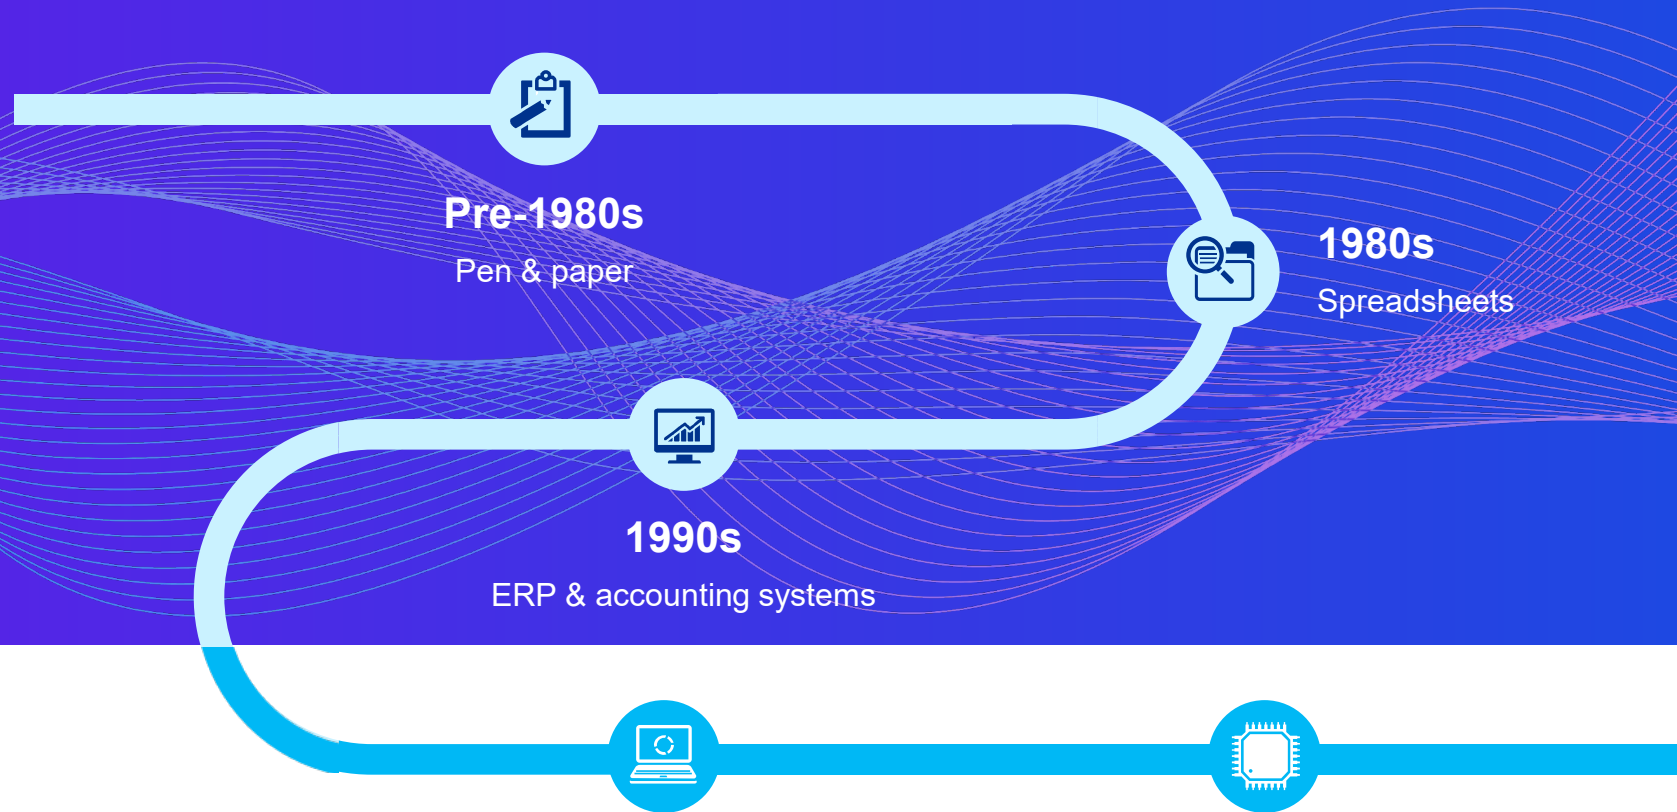 Pre-1980s
Pen & paper
1980s
Spreadsheets
1990s
ERP & accounting systems